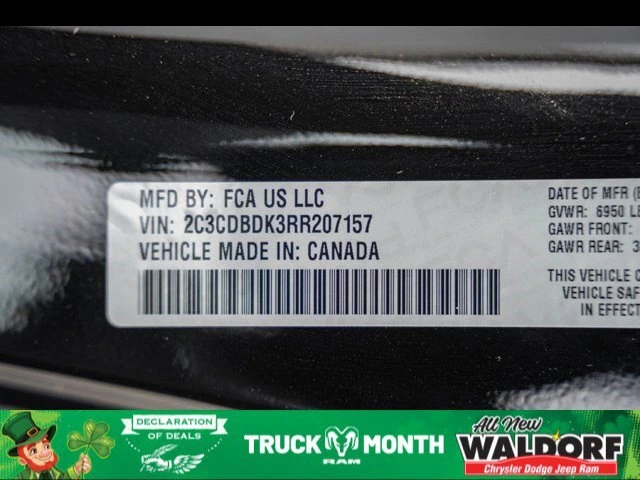 MFD BY: FCA US LLC
VIN: 2C3CDBDK3RR207157
VEHICLE MADE IN: CANADA
DATE OF MFR
GVWR: 6950
GAWR FRONT:
GAWR REAR:
THIS VEHICLE
VEHICLE
IN EFFECT
DECLARATION
OF DEALS
TRUCK MONTH
RAM
All New
WALDORF
Chrysler Dodge Jeep Ram